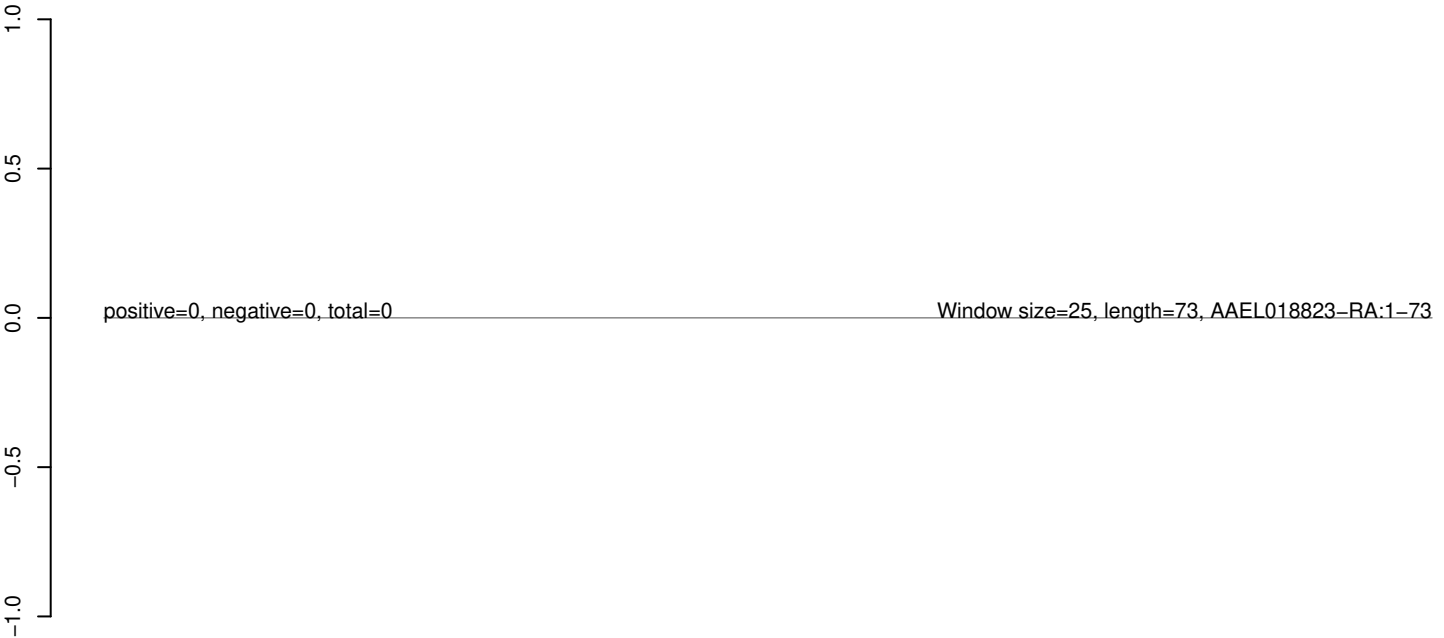 1.0
0.5
0.0
positive=0, negative=0, total=0
Window size=25, length=73, AAEL018823−RA:1−73
−0.5
−1.0